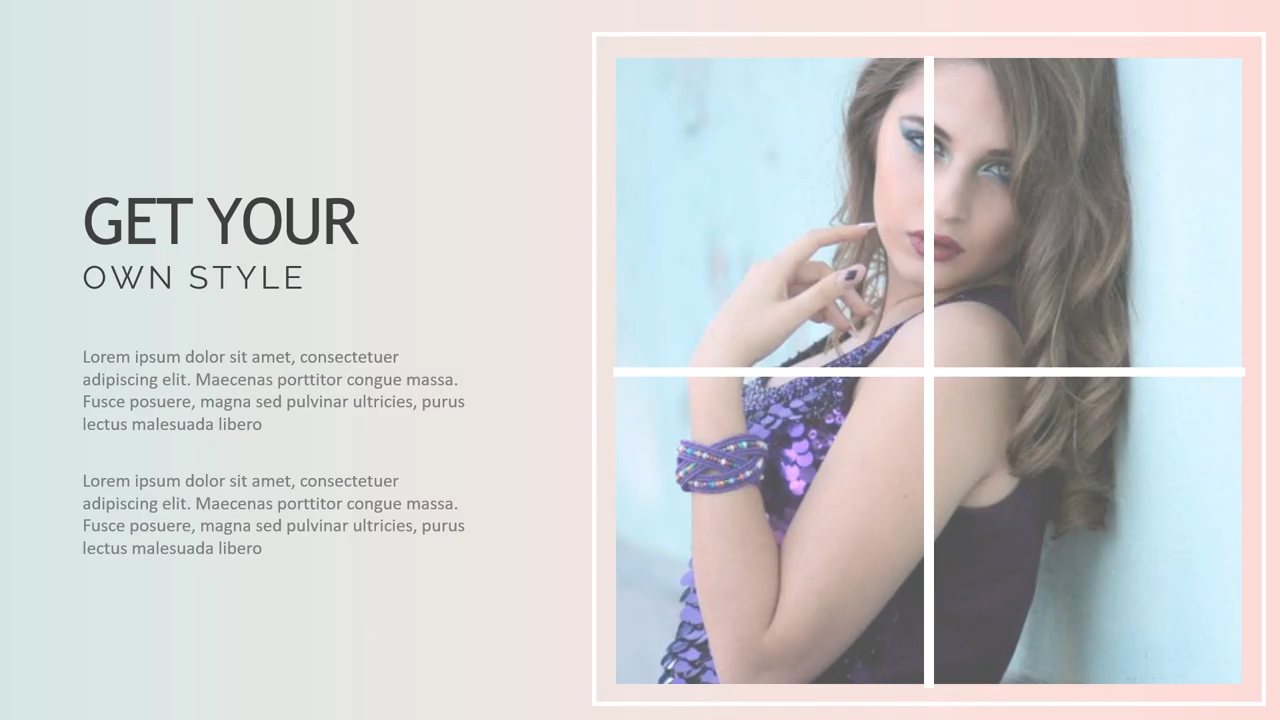 GET YOUR
OWN STYLE
Lorem ipsum dolor sit amet, consectetuer
adipiscing elit. Maecenas porttitor congue massa.
Fusce posuere, magna sed pulvinar ultricies, purus
lectus malesuada libero
Lorem ipsum dolor sit amet, consectetuer
adipiscing elit. Maecenas porttitor congue massa.
Fusce posuere, magna sed pulvinar ultricies, purus
lectus malesuada libero